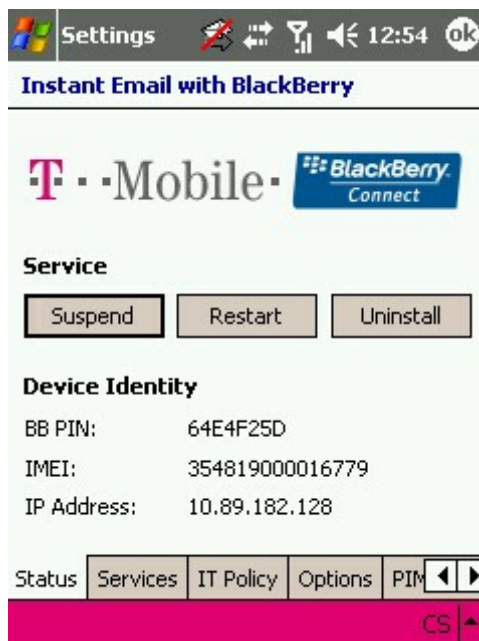 Settings 12:54 ok
Instant Email with BlackBerry
T · · Mobile · BlackBerry.
Connect
Service
Suspend Restart Uninstall
Device Identity
BB PIN: 64E4F25D
IMEI: 354819000016779
IP Address: 10.89.182.128
Status Services IT Policy Options PIM
CS